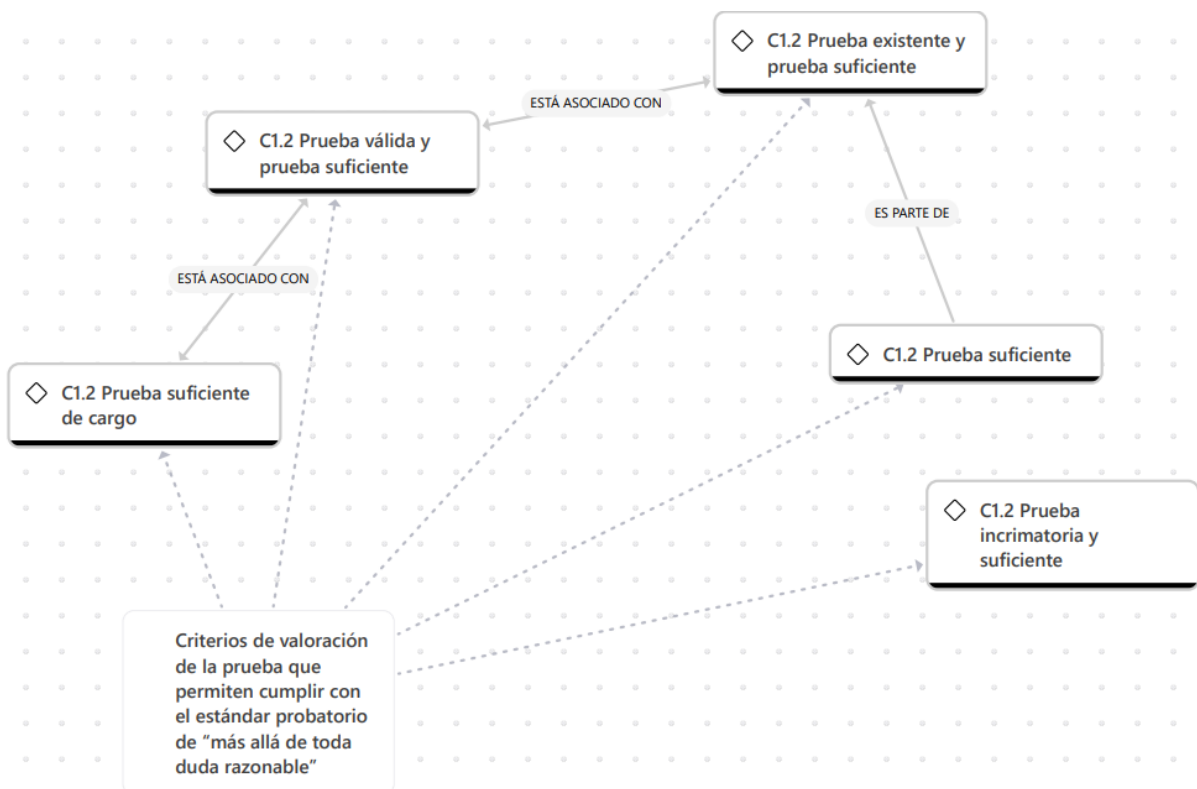 C1.2 Prueba existente y
prueba suficiente
ESTÁ ASOCIADO CON
C1.2 Prueba válida y
prueba suficiente
ES PARTE DE
ESTÁ ASOCIADO CON
C1.2 Prueba suficiente
C1.2 Prueba suficiente
de cargo
C1.2 Prueba
incrimatoria y
suficiente
Criterios de valoración
de la prueba que
permiten cumplir con
el estándar probatorio
de “más allá de toda
duda razonable”